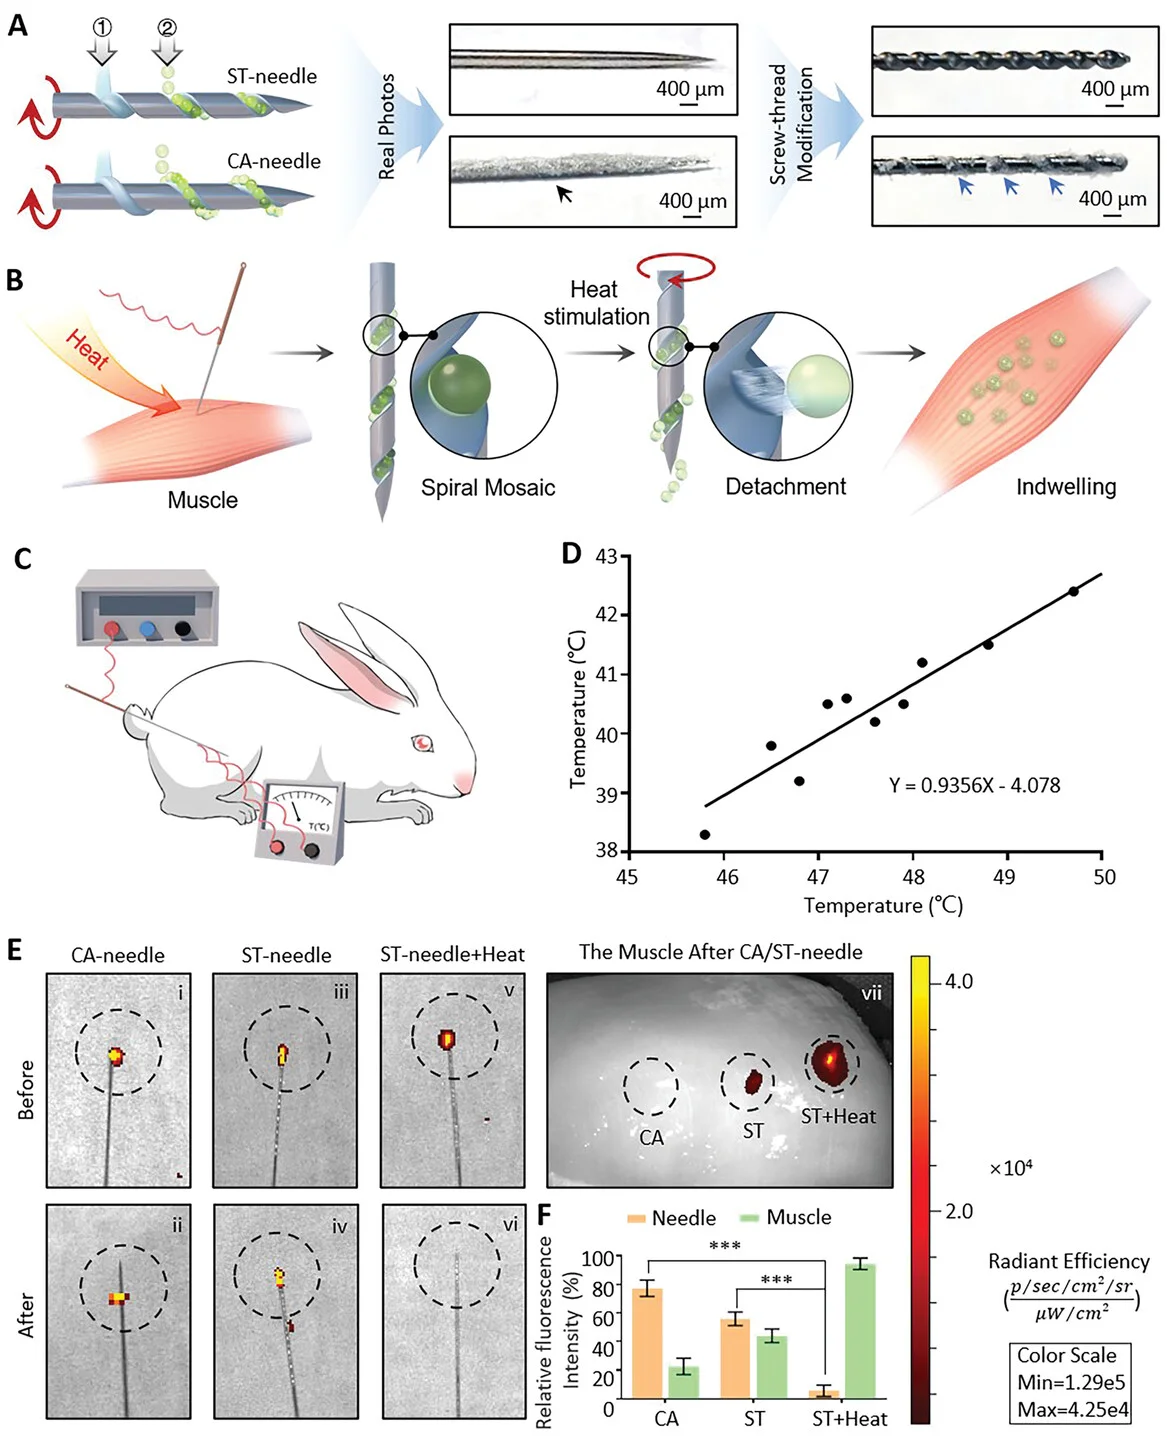 A
①
②
ST-needle
CA-needle
Real Photos
400 μm
400 μm
Screw-thread
Modification
400 μm
400 μm
B
Heat
Muscle
Spiral Mosaic
Heat
stimulation
Detachment
Indwelling
C
T(℃)
D
Temperature (℃)
43
42
41
40
39
38
45
46
47
48
49
50
Y = 0.9356X - 4.078
Temperature (℃)
E
CA-needle
ST-needle
ST-needle+Heat
The Muscle After CA/ST-needle
Before
i
iii
v
vii
CA
ST
ST+Heat
4.0
×10⁴
2.0
After
ii
iv
vi
F
Needle
Muscle
Relative fluorescence
Intensity (%)
100
80
60
40
20
0
***
***
CA
ST
ST+Heat
Radiant Efficiency
(p/sec/cm²/sr
μW/cm²)
Color Scale
Min=1.29e5
Max=4.25e4